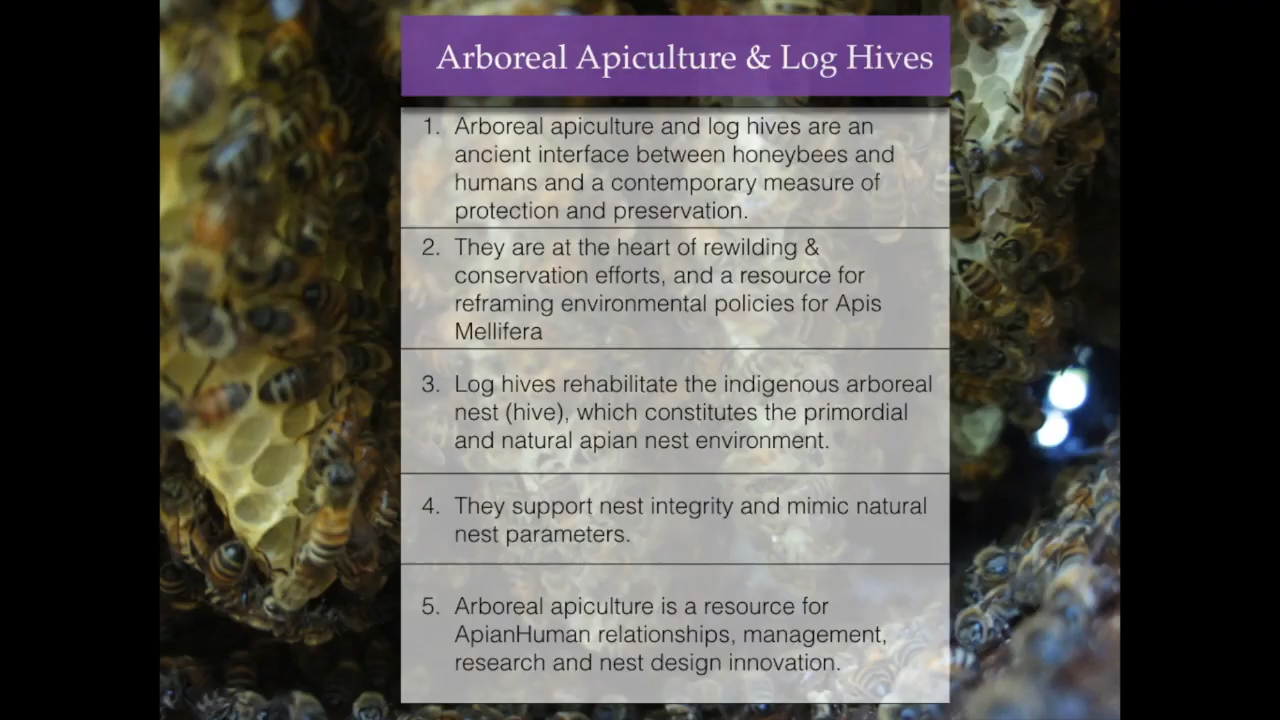 Arboreal Apiculture & Log Hives
1. Arboreal apiculture and log hives are an
ancient interface between honeybees and
humans and a contemporary measure of
protection and preservation.
2. They are at the heart of rewilding &
conservation efforts, and a resource for
reframing environmental policies for Apis
Mellifera
3. Log hives rehabilitate the indigenous arboreal
nest (hive), which constitutes the primordial
and natural apian nest environment.
4. They support nest integrity and mimic natural
nest parameters.
5. Arboreal apiculture is a resource for
ApianHuman relationships, management,
research and nest design innovation.